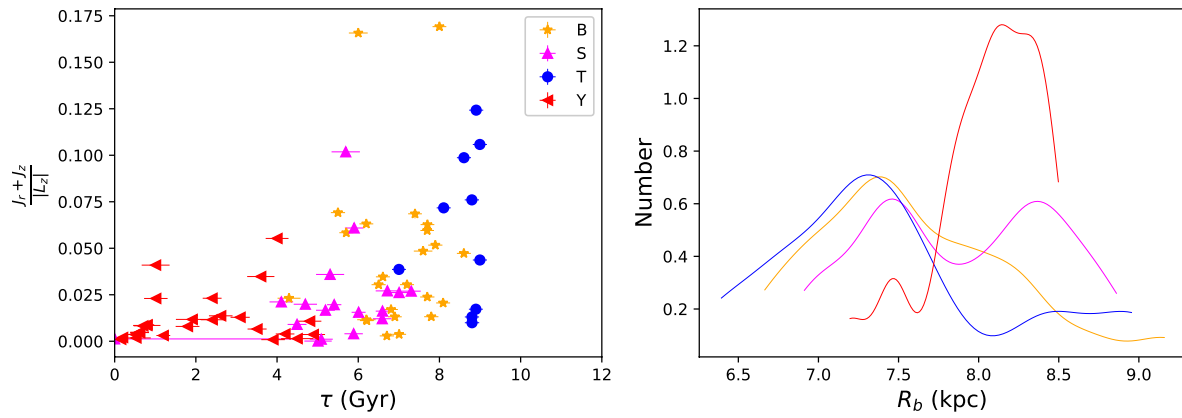 0.175
0.150
0.125
0.100
0.075
0.050
0.025
0.000
J_r + J_z
|L_z|
0 2 4 6 8 10 12
τ (Gyr)
B
S
T
Y
1.2
1.0
0.8
0.6
0.4
0.2
Number
6.5 7.0 7.5 8.0 8.5 9.0
R_b (kpc)